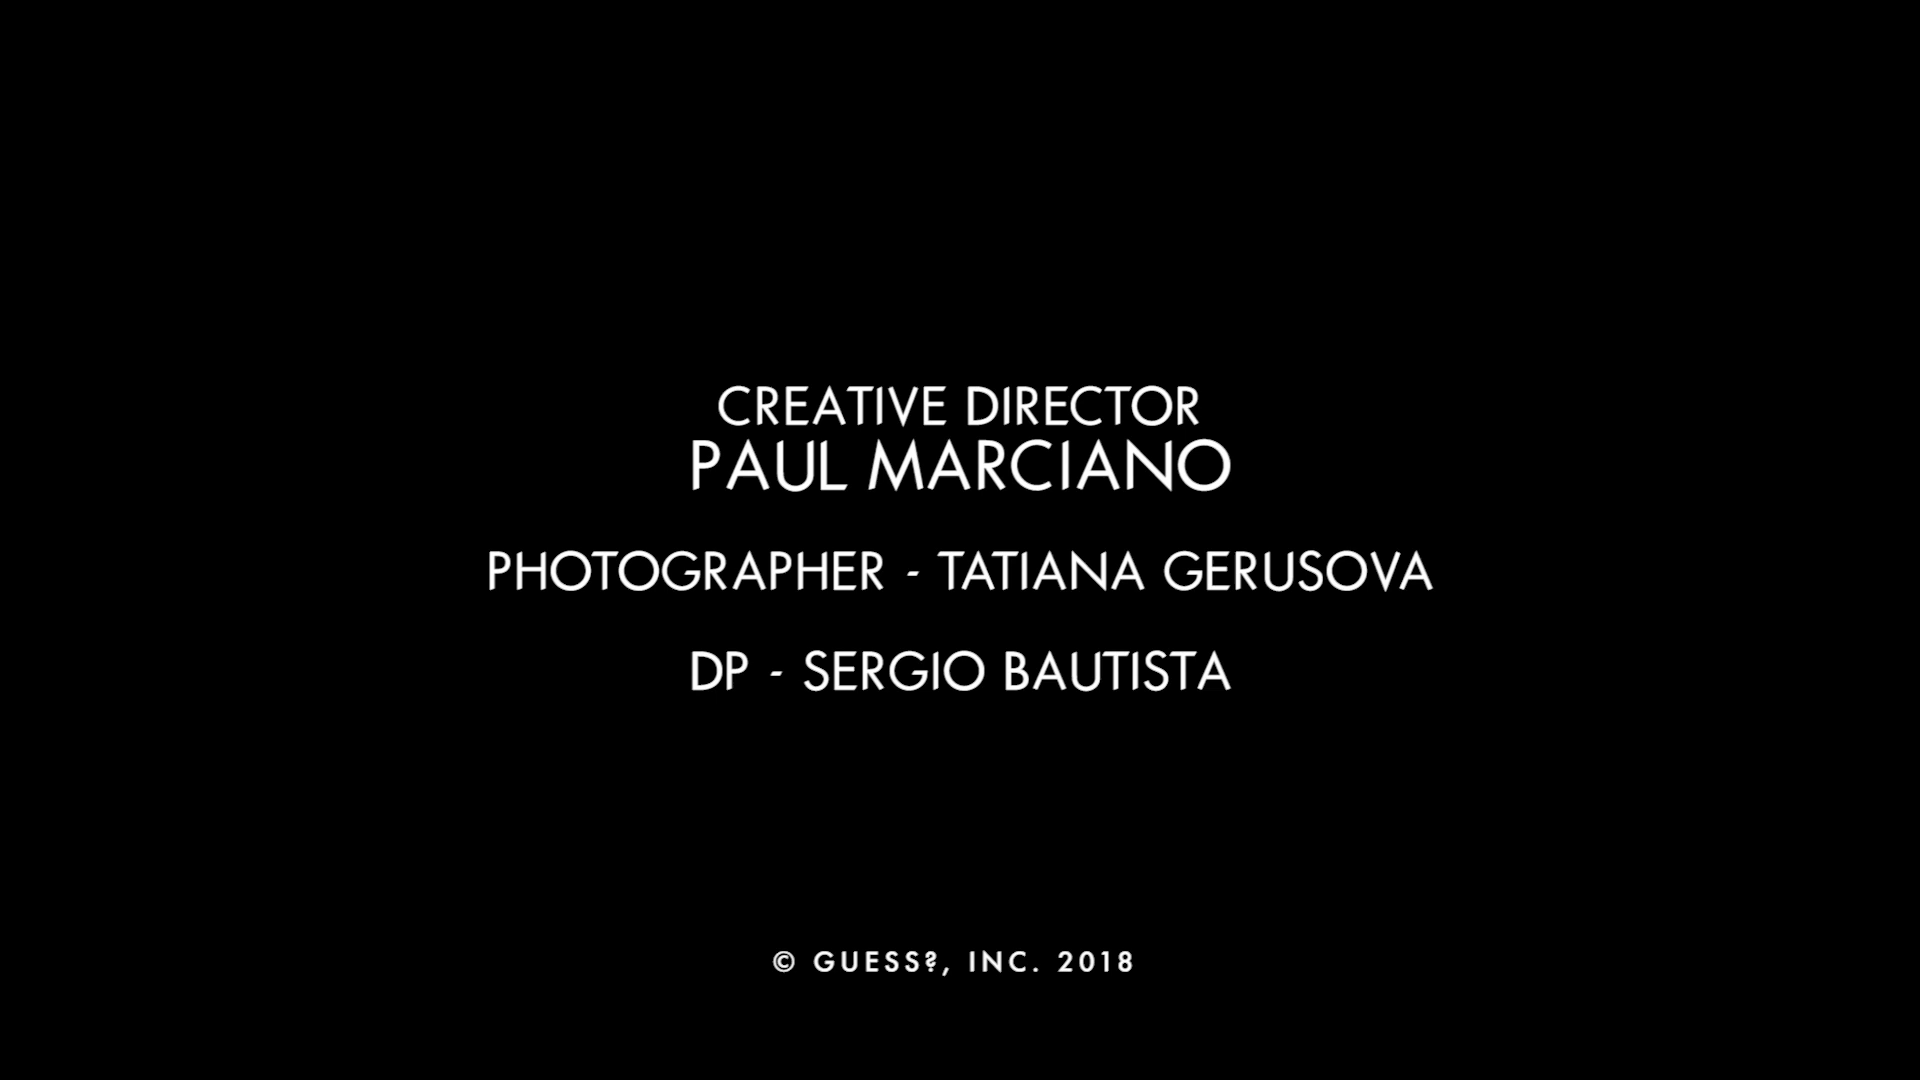 CREATIVE DIRECTOR
PAUL MARCIANO
PHOTOGRAPHER - TATIANA GERUSOVA
DP - SERGIO BAUTISTA
© GUESS?, INC. 2018